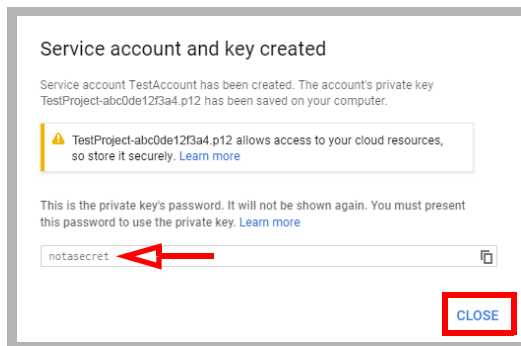 Service account and key created
Service account TestAccount has been created. The account's private key
TestProject-abc0de12f3a4.p12 has been saved on your computer.
TestProject-abc0de12f3a4.p12 allows access to your cloud resources,
so store it securely. Learn more
This is the private key's password. It will not be shown again. You must present
this password to use the private key. Learn more
notasecret
CLOSE